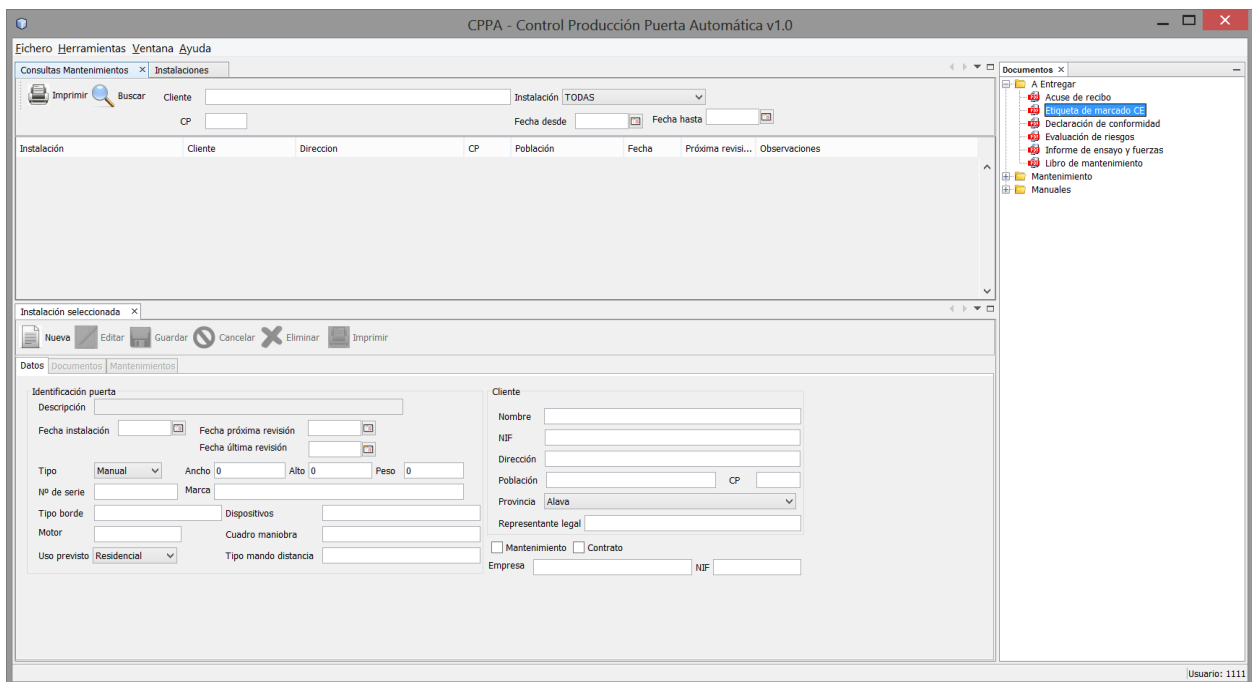 CPPA - Control Producción Puerta Automática v1.0
Fichero Herramientas Ventana Ayuda
Consultas Mantenimientos Instalaciones
Imprimir Buscar Cliente Instalación TODAS
CP Fecha desde Fecha hasta
Instalación Cliente Direccion CP Población Fecha Próxima revisi... Observaciones
Instalación seleccionada
Nueva Editar Guardar Cancelar Eliminar Imprimir
Datos Documentos Mantenimientos
Identificación puerta
Descripción
Fecha instalación Fecha próxima revisión
Fecha última revisión
Tipo Manual Ancho 0 Alto 0 Peso 0
Nº de serie Marca
Tipo borde Dispositivos
Motor Cuadro maniobra
Uso previsto Residencial Tipo mando distancia
Cliente
Nombre
NIF
Dirección
Población CP
Provincia Alava
Representante legal
Mantenimiento Contrato
Empresa NIF
Documentos
A Entregar
Acuse de recibo
Etiqueta de marcado CE
Declaración de conformidad
Evaluación de riesgos
Informe de ensayo y fuerzas
Libro de mantenimiento
Mantenimiento
Manuales
Usuario: 1111